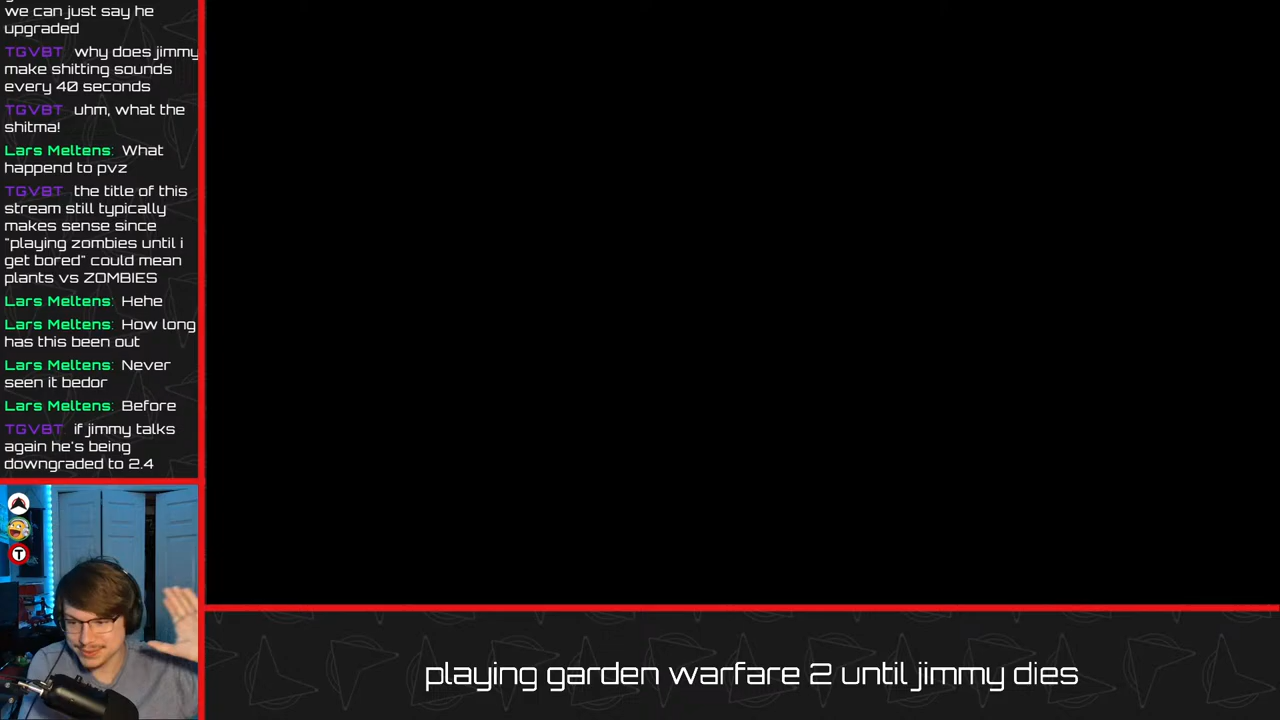 we can just say he
upgraded
TGVBT why does jimmy
make shitting sounds
every 40 seconds
TGVBT uhm, what the
shitma!
Lars Meltens: What
happend to pvz
TGVBT the title of this
stream still typically
makes sense since
"playing zombies until i
get bored" could mean
plants vs ZOMBIES
Lars Meltens: Hehe
Lars Meltens: How long
has this been out
Lars Meltens: Never
seen it bedor
Lars Meltens: Before
TGVBT if jimmy talks
again he's being
downgraded to 2.4
T
playing garden warfare 2 until jimmy dies